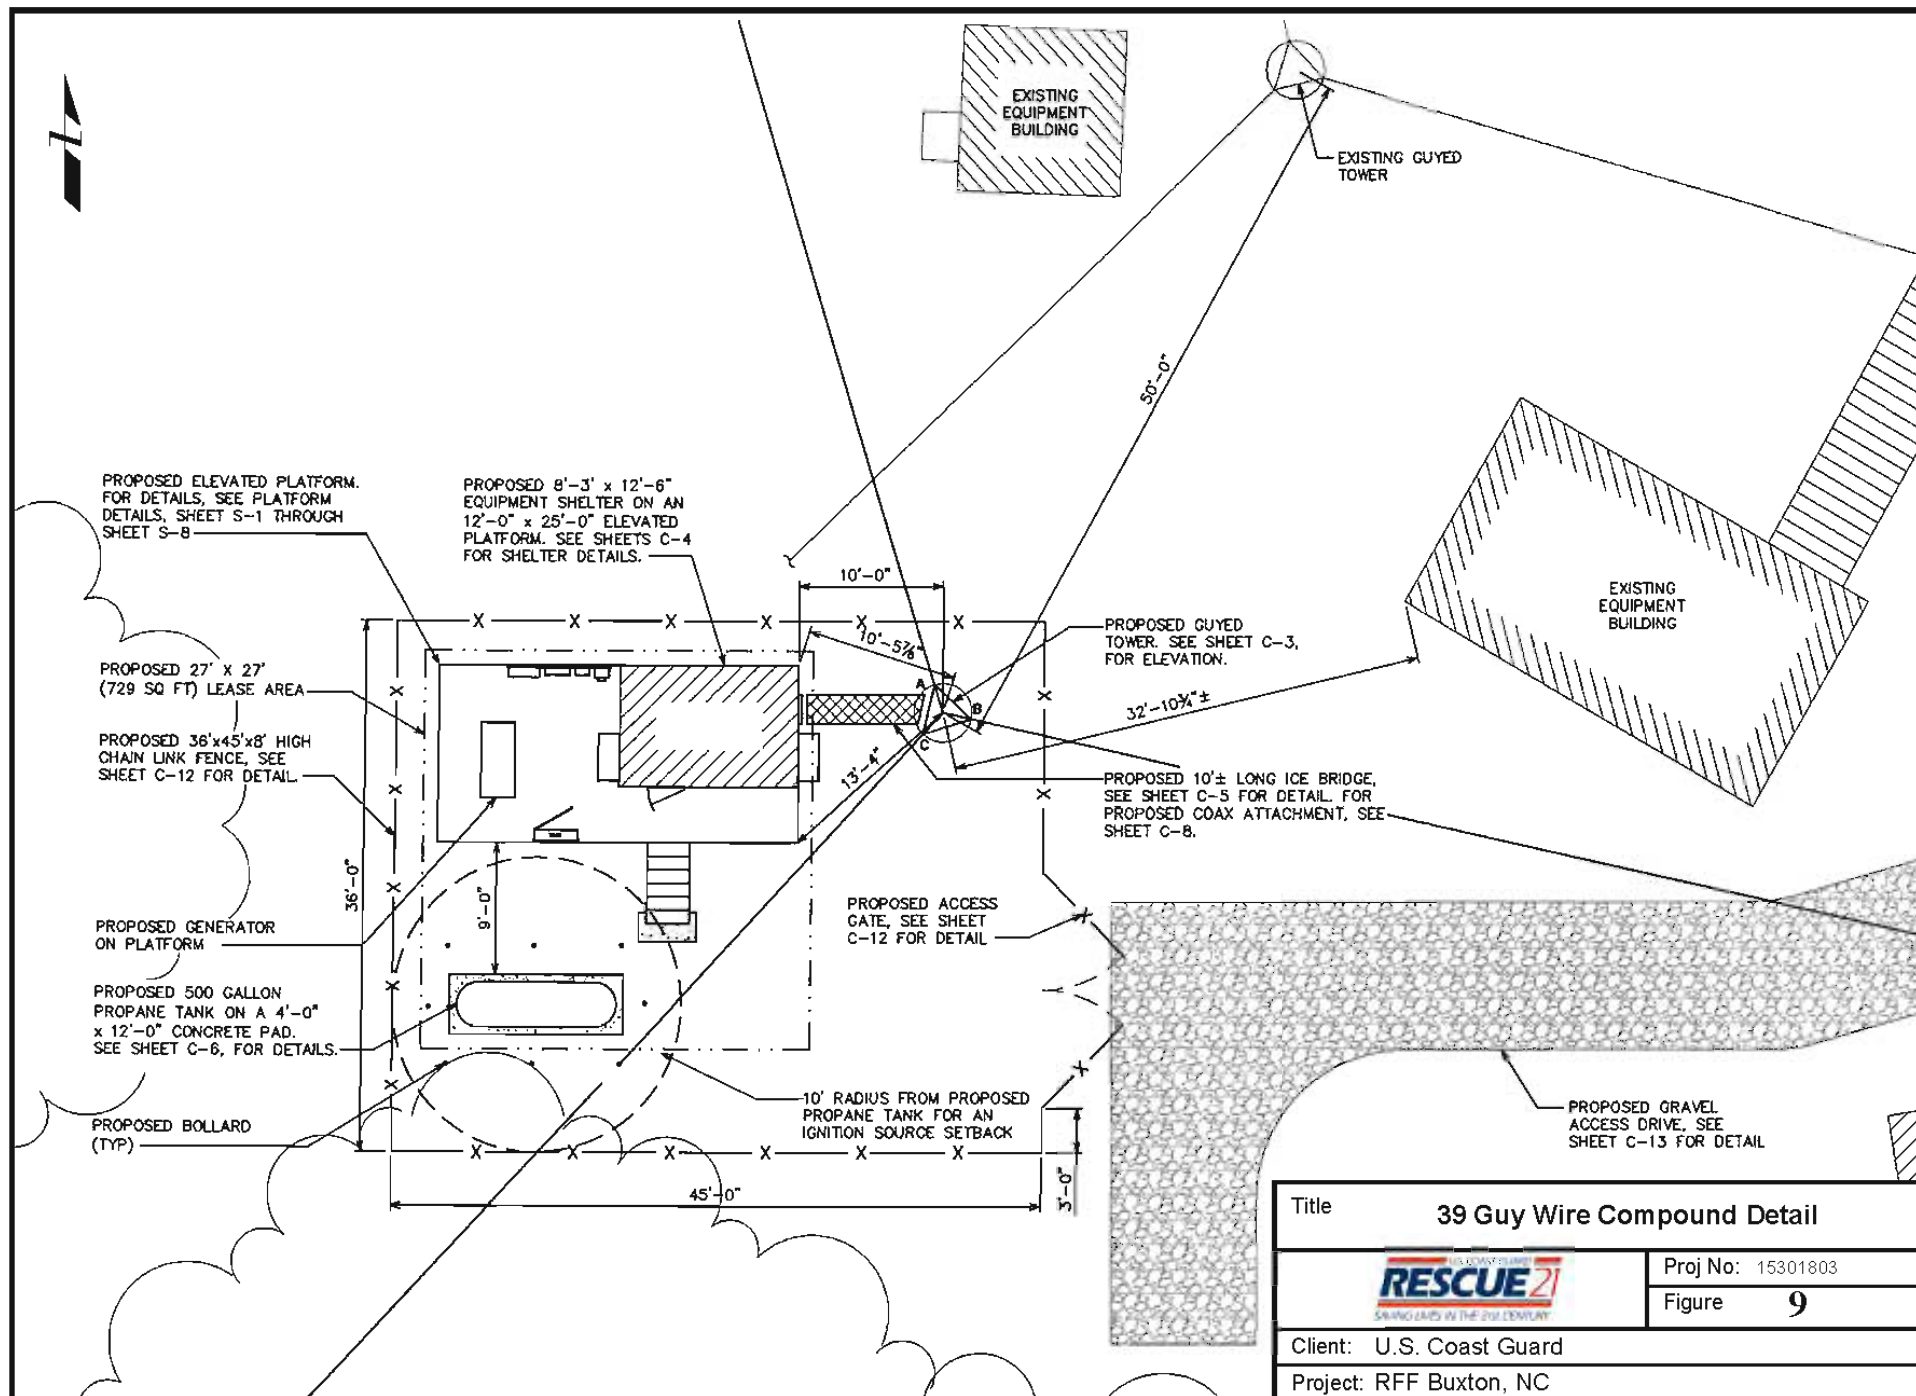 EXISTING
EQUIPMENT
BUILDING
EXISTING GUYED
TOWER
50'-0"
PROPOSED ELEVATED PLATFORM.
FOR DETAILS, SEE PLATFORM
DETAILS, SHEET S-1 THROUGH
SHEET S-8
PROPOSED 8'-3' x 12'-6"
EQUIPMENT SHELTER ON AN
12'-0" x 25'-0" ELEVATED
PLATFORM. SEE SHEETS C-4
FOR SHELTER DETAILS.
10'-0"
EXISTING
EQUIPMENT
BUILDING
X X X X X X
10'-5⅞"
PROPOSED GUYED
TOWER. SEE SHEET C-3,
FOR ELEVATION.
PROPOSED 27' X 27'
(729 SQ FT) LEASE AREA
X
A
B
C
X
32'-10¾"±
PROPOSED 36'x45'x8' HIGH
CHAIN LINK FENCE, SEE
SHEET C-12 FOR DETAIL.
X
13'-4"
X
PROPOSED 10'± LONG ICE BRIDGE,
SEE SHEET C-5 FOR DETAIL. FOR
PROPOSED COAX ATTACHMENT, SEE
SHEET C-8.
36'-0"
X
9'-0"
PROPOSED ACCESS
GATE, SEE SHEET
C-12 FOR DETAIL
X
PROPOSED GENERATOR
ON PLATFORM
X
PROPOSED 500 GALLON
PROPANE TANK ON A 4'-0"
x 12'-0" CONCRETE PAD.
SEE SHEET C-6, FOR DETAILS.
X
X
10' RADIUS FROM PROPOSED
PROPANE TANK FOR AN
IGNITION SOURCE SETBACK
PROPOSED BOLLARD
(TYP)
PROPOSED GRAVEL
ACCESS DRIVE, SEE
SHEET C-13 FOR DETAIL
X X X X X X
45'-0"
3'-0"
Title
39 Guy Wire Compound Detail
U.S. COAST GUARD
RESCUE 21
SAVING LIVES IN THE 21st CENTURY
Proj No: 15301803
Figure 9
Client: U.S. Coast Guard
Project: RFF Buxton, NC